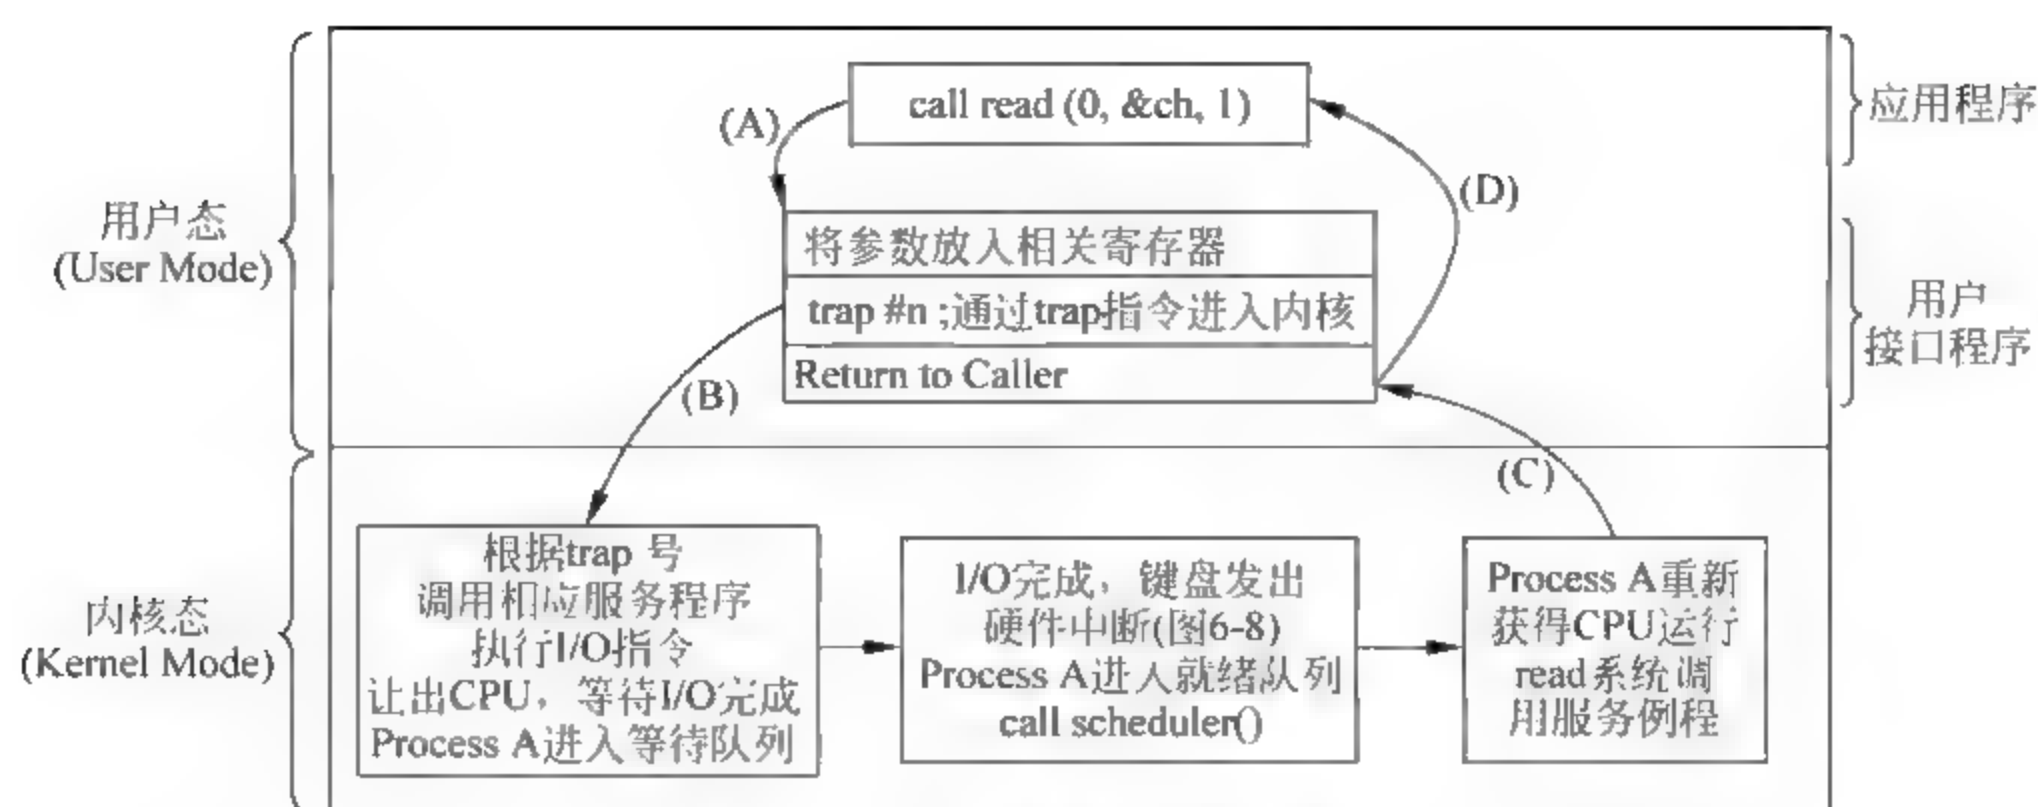 call read (0, &ch, 1)
(A)
应用程序
(D)
用户态
(User Mode)
将参数放入相关寄存器
trap #n ;通过trap指令进入内核
Return to Caller
用户
接口程序
(B)
(C)
内核态
(Kernel Mode)
根据trap 号
调用相应服务程序
执行I/O指令
让出CPU，等待I/O完成
Process A进入等待队列
I/O完成，键盘发出
硬件中断(图6-8)
Process A进入就绪队列
call scheduler()
Process A重新
获得CPU运行
read系统调
用服务例程